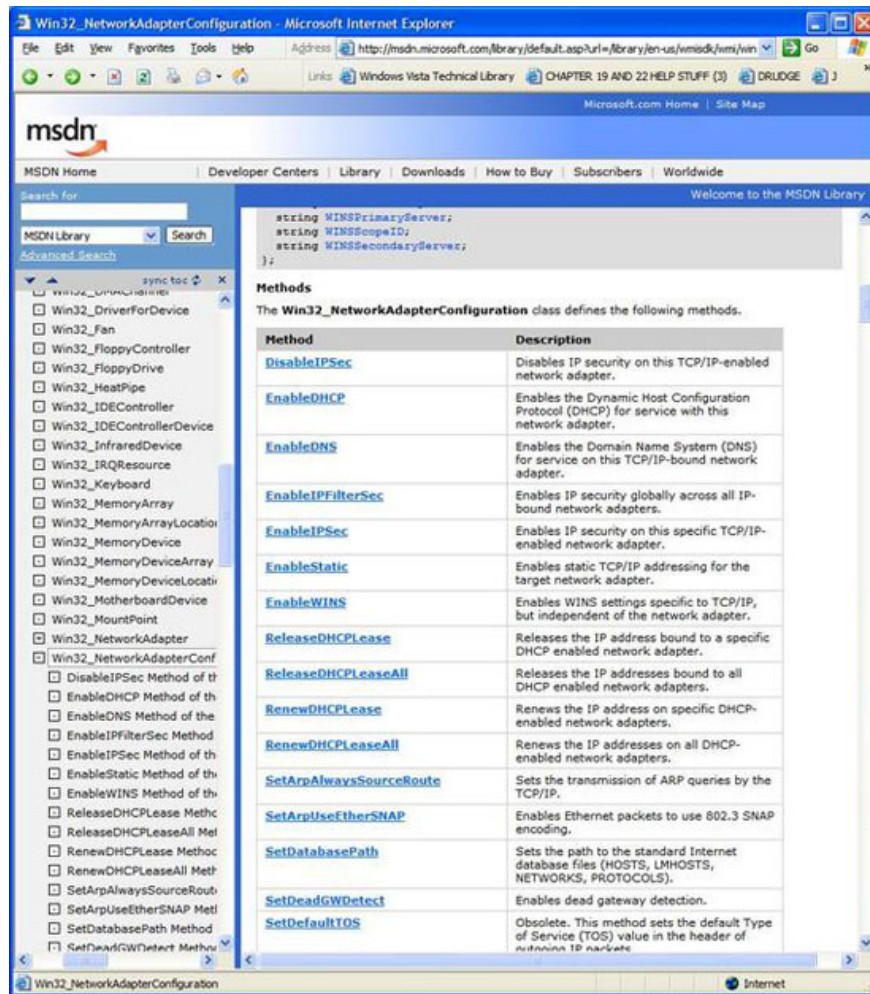 Win32_NetworkAdapterConfiguration - Microsoft Internet Explorer
File Edit View Favorites Tools Help Address http://msdn.microsoft.com/library/default.asp?url=/library/en-us/wmisdk/wmi/win Go
Links Windows Vista Technical Library CHAPTER 19 AND 22 HELP STUFF (3) DRUDGE
Microsoft.com Home | Site Map
msdn
MSDN Home | Developer Centers | Library | Downloads | How to Buy | Subscribers | Worldwide
Search for
Welcome to the MSDN Library
MSDN Library Search
Advanced Search
sync toc X
Win32_DMAChannel
Win32_DriverForDevice
Win32_Fan
Win32_FloppyController
Win32_FloppyDrive
Win32_HeatPipe
Win32_IDEController
Win32_IDEControllerDevice
Win32_InfraredDevice
Win32_IRQResource
Win32_Keyboard
Win32_MemoryArray
Win32_MemoryArrayLocation
Win32_MemoryDevice
Win32_MemoryDeviceArray
Win32_MemoryDeviceLocati
Win32_MotherboardDevice
Win32_MountPoint
Win32_NetworkAdapter
Win32_NetworkAdapterConf
DisableIPSec Method of th
EnableDHCP Method of th
EnableDNS Method of the
EnableIPFilterSec Method
EnableIPSec Method of th
EnableStatic Method of the
EnableWINS Method of the
ReleaseDHCPLease Metho
ReleaseDHCPLeaseAll Met
RenewDHCPLease Method
RenewDHCPLeaseAll Meth
SetArpAlwaysSourceRout
SetArpUseEtherSNAP Met
SetDatabasePath Method
SetDeadGWDetect Method
string WINSPrimaryServer;
string WINSScopeID;
string WINSSecondaryServer;
};
Methods
The Win32_NetworkAdapterConfiguration class defines the following methods.
Method Description
DisableIPSec Disables IP security on this TCP/IP-enabled
network adapter.
EnableDHCP Enables the Dynamic Host Configuration
Protocol (DHCP) for service with this
network adapter.
EnableDNS Enables the Domain Name System (DNS)
for service on this TCP/IP-bound network
adapter.
EnableIPFilterSec Enables IP security globally across all IP-
bound network adapters.
EnableIPSec Enables IP security on this specific TCP/IP-
enabled network adapter.
EnableStatic Enables static TCP/IP addressing for the
target network adapter.
EnableWINS Enables WINS settings specific to TCP/IP,
but independent of the network adapter.
ReleaseDHCPLease Releases the IP address bound to a specific
DHCP enabled network adapter.
ReleaseDHCPLeaseAll Releases the IP addresses bound to all
DHCP enabled network adapters.
RenewDHCPLease Renews the IP address on specific DHCP-
enabled network adapters.
RenewDHCPLeaseAll Renews the IP addresses on all DHCP-
enabled network adapters.
SetArpAlwaysSourceRoute Sets the transmission of ARP queries by the
TCP/IP.
SetArpUseEtherSNAP Enables Ethernet packets to use 802.3 SNAP
encoding.
SetDatabasePath Sets the path to the standard Internet
database files (HOSTS, LMHOSTS,
NETWORKS, PROTOCOLS).
SetDeadGWDetect Enables dead gateway detection.
SetDefaultTOS Obsolete. This method sets the default Type
of Service (TOS) value in the header of
outgoing IP packets
Win32_NetworkAdapterConfiguration Internet